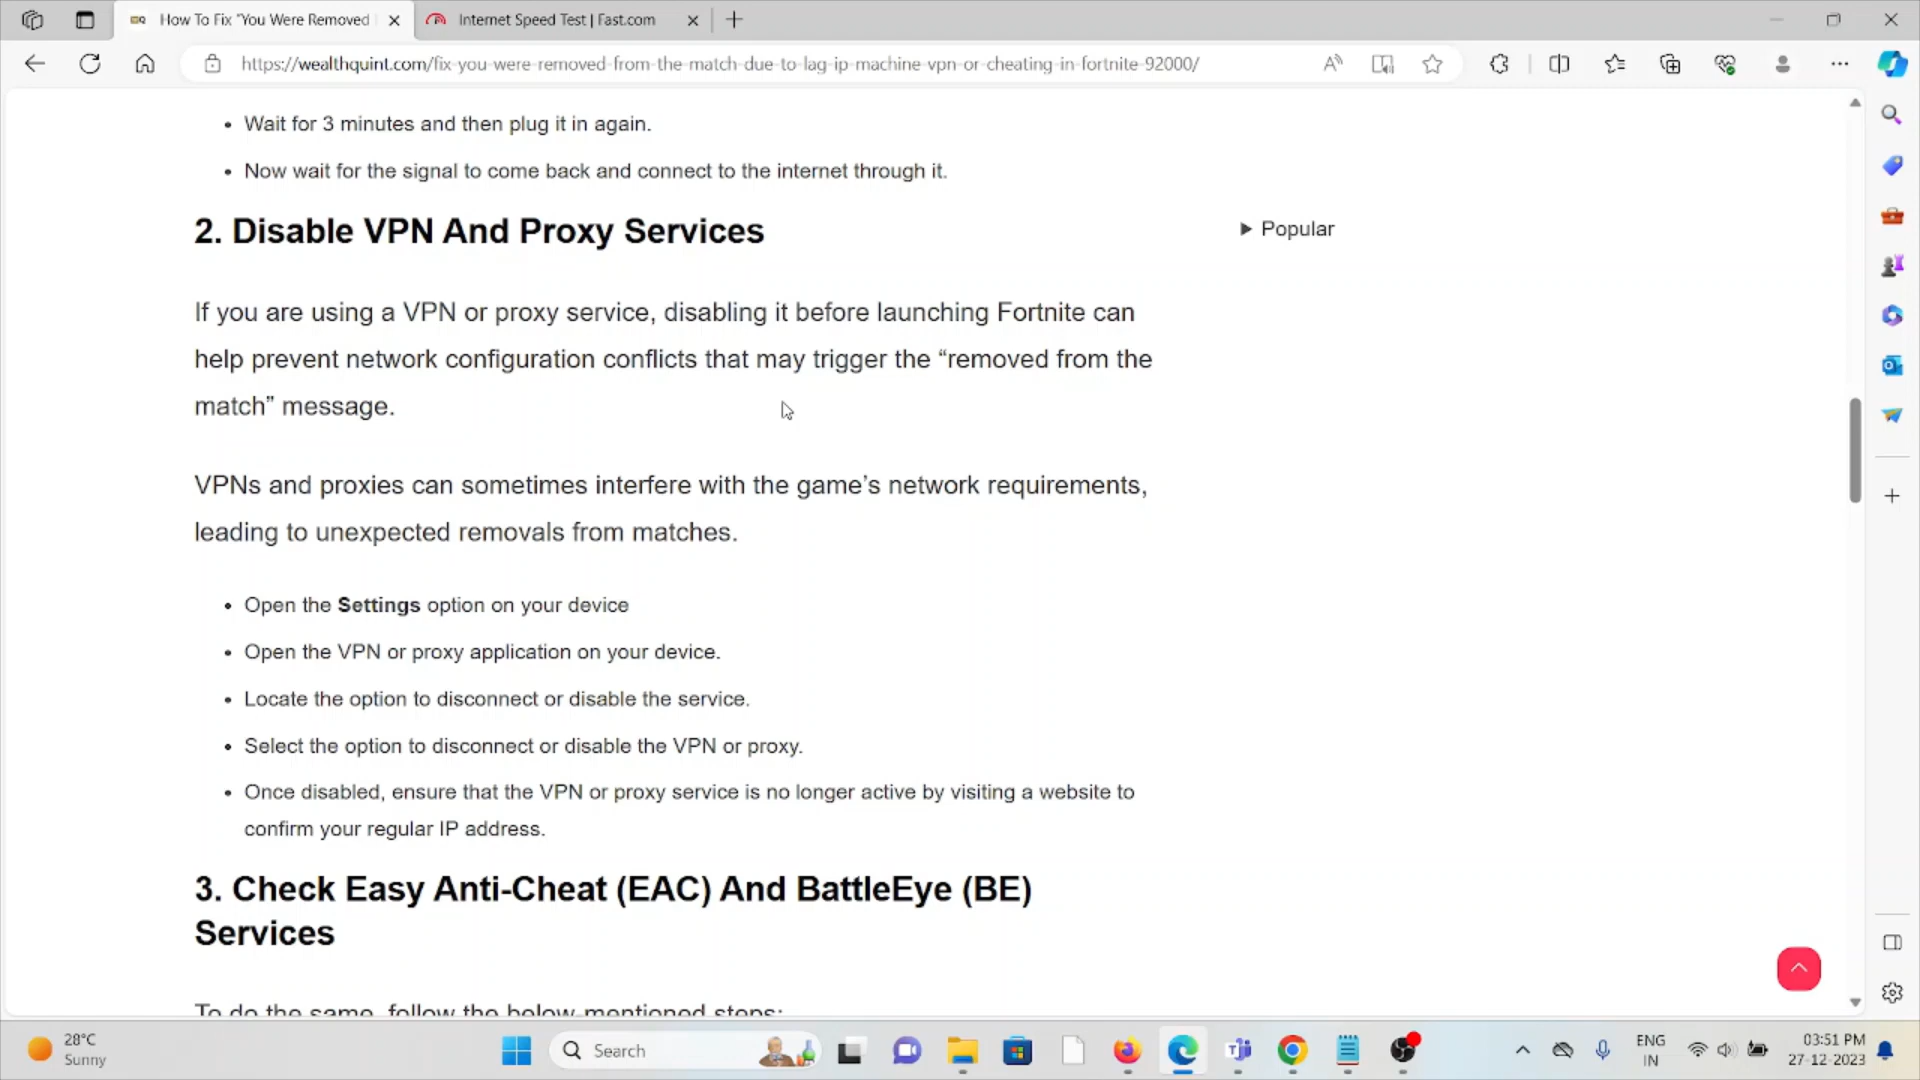 How To Fix "You Were Removed
Internet Speed Test | Fast.com
https://wealthquint.com/fix-you-were-removed-from-the-match-due-to-lag-ip-machine-vpn-or-cheating-in-fortnite-92000/
• Wait for 3 minutes and then plug it in again.
• Now wait for the signal to come back and connect to the internet through it.
2. Disable VPN And Proxy Services
▶ Popular
If you are using a VPN or proxy service, disabling it before launching Fortnite can
help prevent network configuration conflicts that may trigger the “removed from the
match” message.
VPNs and proxies can sometimes interfere with the game’s network requirements,
leading to unexpected removals from matches.
• Open the Settings option on your device
• Open the VPN or proxy application on your device.
• Locate the option to disconnect or disable the service.
• Select the option to disconnect or disable the VPN or proxy.
• Once disabled, ensure that the VPN or proxy service is no longer active by visiting a website to
confirm your regular IP address.
3. Check Easy Anti-Cheat (EAC) And BattleEye (BE)
Services
To do the same, follow the below-mentioned steps:
28°C
Sunny
Search
ENG
IN
03:51 PM
27-12-2023